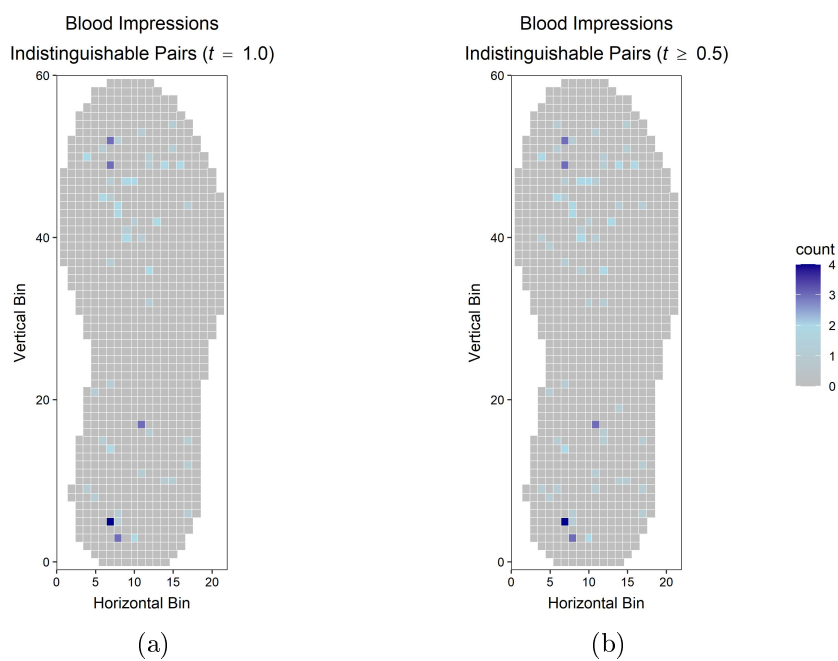 Blood Impressions
Indistinguishable Pairs (t = 1.0)
60
40
20
0
Vertical Bin
0 5 10 15 20
Horizontal Bin
(a)
Blood Impressions
Indistinguishable Pairs (t ≥ 0.5)
60
40
20
0
Vertical Bin
0 5 10 15 20
Horizontal Bin
(b)
count
4
3
2
1
0